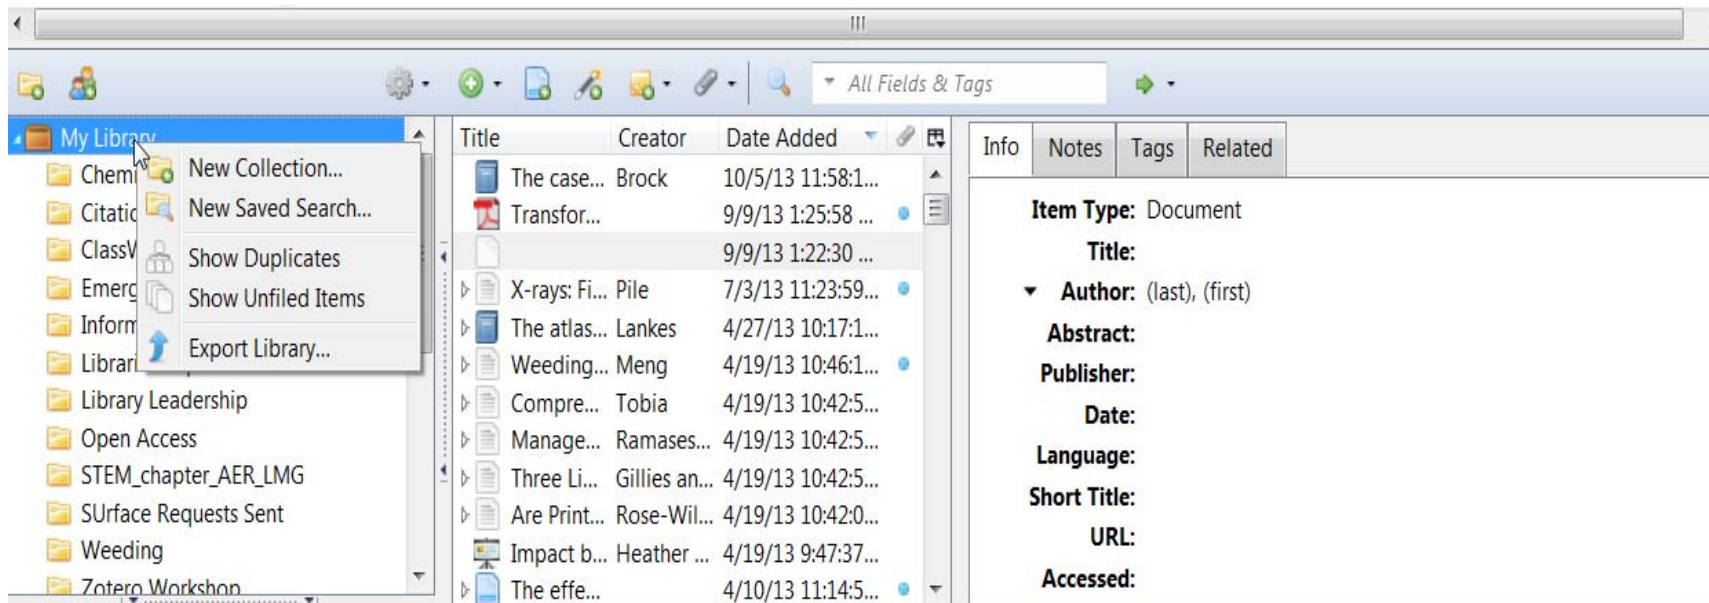 All Fields & Tags
My Library
New Collection...
New Saved Search...
Show Duplicates
Show Unfiled Items
Export Library...
Chemi
Citatio
ClassW
Emerg
Inform
Librari
Library Leadership
Open Access
STEM_chapter_AER_LMG
SUrface Requests Sent
Weeding
Zotero Workshop
Title Creator Date Added
The case... Brock 10/5/13 11:58:1...
Transfor... 9/9/13 1:25:58 ...
9/9/13 1:22:30 ...
X-rays: Fi... Pile 7/3/13 11:23:59...
The atlas... Lankes 4/27/13 10:17:1...
Weeding... Meng 4/19/13 10:46:1...
Compre... Tobia 4/19/13 10:42:5...
Manage... Ramases... 4/19/13 10:42:5...
Three Li... Gillies an... 4/19/13 10:42:5...
Are Print... Rose-Wil... 4/19/13 10:42:0...
Impact b... Heather ... 4/19/13 9:47:37...
The effe... 4/10/13 11:14:5...
Info Notes Tags Related
Item Type: Document
Title:
Author: (last), (first)
Abstract:
Publisher:
Date:
Language:
Short Title:
URL:
Accessed: